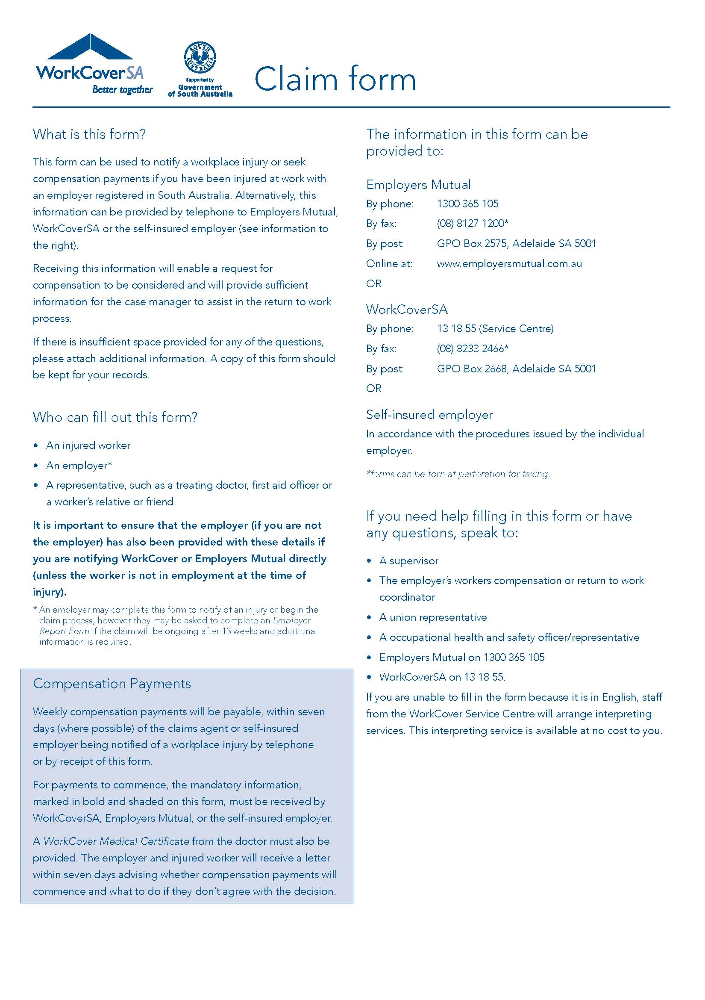 WorkCoverSA
Better together
SOUTH AUSTRALIA
Supported by
Government
of South Australia
Claim form
What is this form?
This form can be used to notify a workplace injury or seek
compensation payments if you have been injured at work with
an employer registered in South Australia. Alternatively, this
information can be provided by telephone to Employers Mutual,
WorkCoverSA or the self-insured employer (see information to
the right).
Receiving this information will enable a request for
compensation to be considered and will provide sufficient
information for the case manager to assist in the return to work
process.
If there is insufficient space provided for any of the questions,
please attach additional information. A copy of this form should
be kept for your records.
Who can fill out this form?
• An injured worker
• An employer*
• A representative, such as a treating doctor, first aid officer or
a worker's relative or friend
It is important to ensure that the employer (if you are not
the employer) has also been provided with these details if
you are notifying WorkCover or Employers Mutual directly
(unless the worker is not in employment at the time of
injury).
* An employer may complete this form to notify of an injury or begin the
claim process, however they may be asked to complete an Employer
Report Form if the claim will be ongoing after 13 weeks and additional
information is required.
Compensation Payments
Weekly compensation payments will be payable, within seven
days (where possible) of the claims agent or self-insured
employer being notified of a workplace injury by telephone
or by receipt of this form.
For payments to commence, the mandatory information,
marked in bold and shaded on this form, must be received by
WorkCoverSA, Employers Mutual, or the self-insured employer.
A WorkCover Medical Certificate from the doctor must also be
provided. The employer and injured worker will receive a letter
within seven days advising whether compensation payments will
commence and what to do if they don't agree with the decision.
The information in this form can be
provided to:
Employers Mutual
By phone: 1300 365 105
By fax: (08) 8127 1200*
By post: GPO Box 2575, Adelaide SA 5001
Online at: www.employersmutual.com.au
OR
WorkCoverSA
By phone: 13 18 55 (Service Centre)
By fax: (08) 8233 2466*
By post: GPO Box 2668, Adelaide SA 5001
OR
Self-insured employer
In accordance with the procedures issued by the individual
employer.
*forms can be torn at perforation for faxing.
If you need help filling in this form or have
any questions, speak to:
• A supervisor
• The employer's workers compensation or return to work
coordinator
• A union representative
• A occupational health and safety officer/representative
• Employers Mutual on 1300 365 105
• WorkCoverSA on 13 18 55.
If you are unable to fill in the form because it is in English, staff
from the WorkCover Service Centre will arrange interpreting
services. This interpreting service is available at no cost to you.